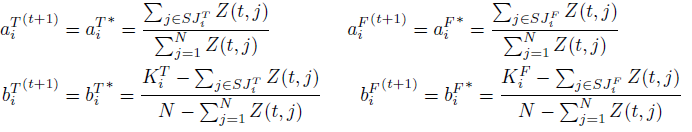 a_i^{T (t+1)} = a_i^{T *} = \frac{\sum_{j \in SJ_i^T} Z(t, j)}{\sum_{j=1}^{N} Z(t, j)}    a_i^{F (t+1)} = a_i^{F *} = \frac{\sum_{j \in SJ_i^F} Z(t, j)}{\sum_{j=1}^{N} Z(t, j)}
b_i^{T (t+1)} = b_i^{T *} = \frac{K_i^T - \sum_{j \in SJ_i^T} Z(t, j)}{N - \sum_{j=1}^{N} Z(t, j)}    b_i^{F (t+1)} = b_i^{F *} = \frac{K_i^F - \sum_{j \in SJ_i^F} Z(t, j)}{N - \sum_{j=1}^{N} Z(t, j)}